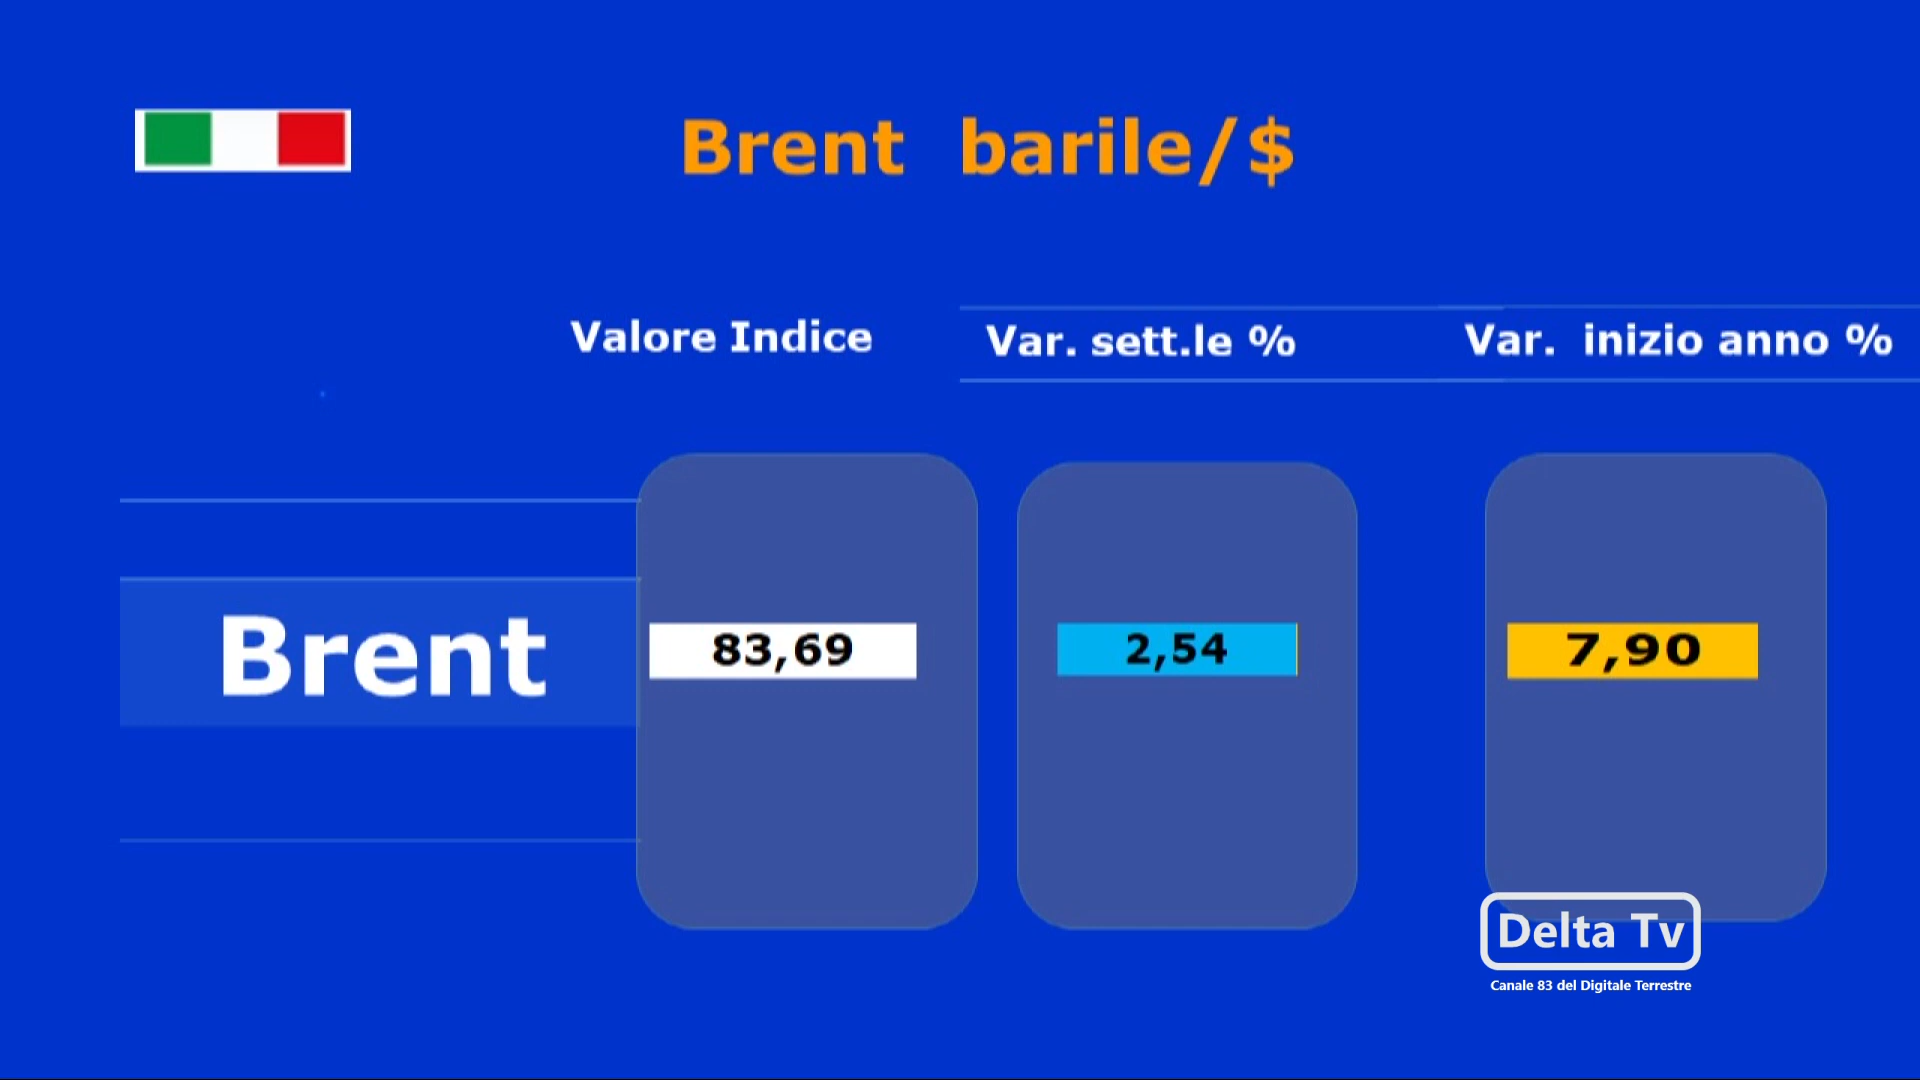 Brent barile/$
Valore Indice Var. sett.le % Var. inizio anno %
Brent 83,69 2,54 7,90
Delta Tv
Canale 83 del Digitale Terrestre